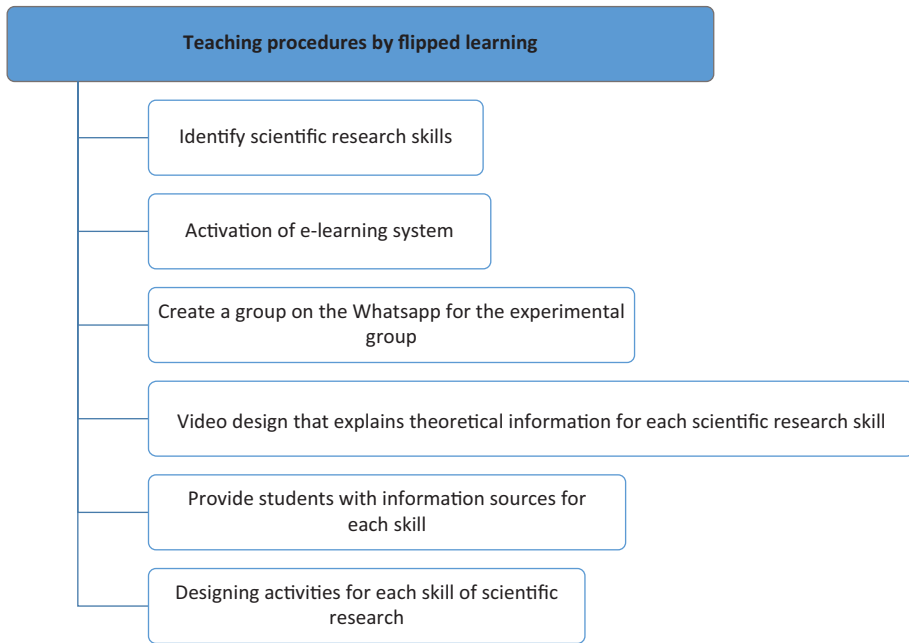 Teaching procedures by flipped learning
Identify scientific research skills
Activation of e-learning system
Create a group on the Whatsapp for the experimental
group
Video design that explains theoretical information for each scientific research skill
Provide students with information sources for
each skill
Designing activities for each skill of scientific
research